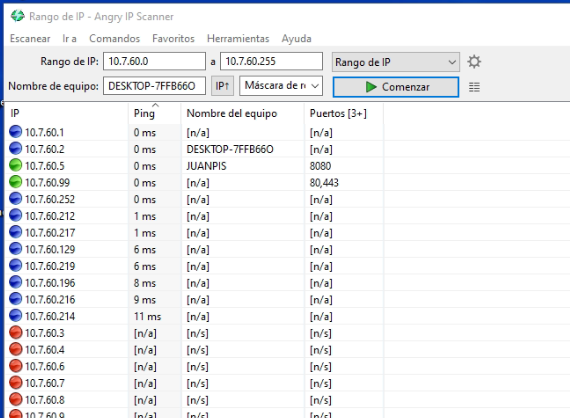 Rango de IP - Angry IP Scanner
Escanear Ir a Comandos Favoritos Herramientas Ayuda
Rango de IP: 10.7.60.0 a 10.7.60.255 Rango de IP
Nombre de equipo: DESKTOP-7FFB66O IP↑ Máscara de r Comenzar
IP Ping Nombre del equipo Puertos [3+]
10.7.60.1 0 ms [n/a] [n/a]
10.7.60.2 0 ms DESKTOP-7FFB66O [n/a]
10.7.60.5 0 ms JUANPIS 8080
10.7.60.99 0 ms [n/a] 80,443
10.7.60.252 0 ms [n/a] [n/a]
10.7.60.212 1 ms [n/a] [n/a]
10.7.60.217 1 ms [n/a] [n/a]
10.7.60.129 6 ms [n/a] [n/a]
10.7.60.219 6 ms [n/a] [n/a]
10.7.60.196 8 ms [n/a] [n/a]
10.7.60.216 9 ms [n/a] [n/a]
10.7.60.214 11 ms [n/a] [n/a]
10.7.60.3 [n/a] [n/s] [n/s]
10.7.60.4 [n/a] [n/s] [n/s]
10.7.60.6 [n/a] [n/s] [n/s]
10.7.60.7 [n/a] [n/s] [n/s]
10.7.60.8 [n/a] [n/s] [n/s]
10.7.60.9 [n/a] [n/s] [n/s]